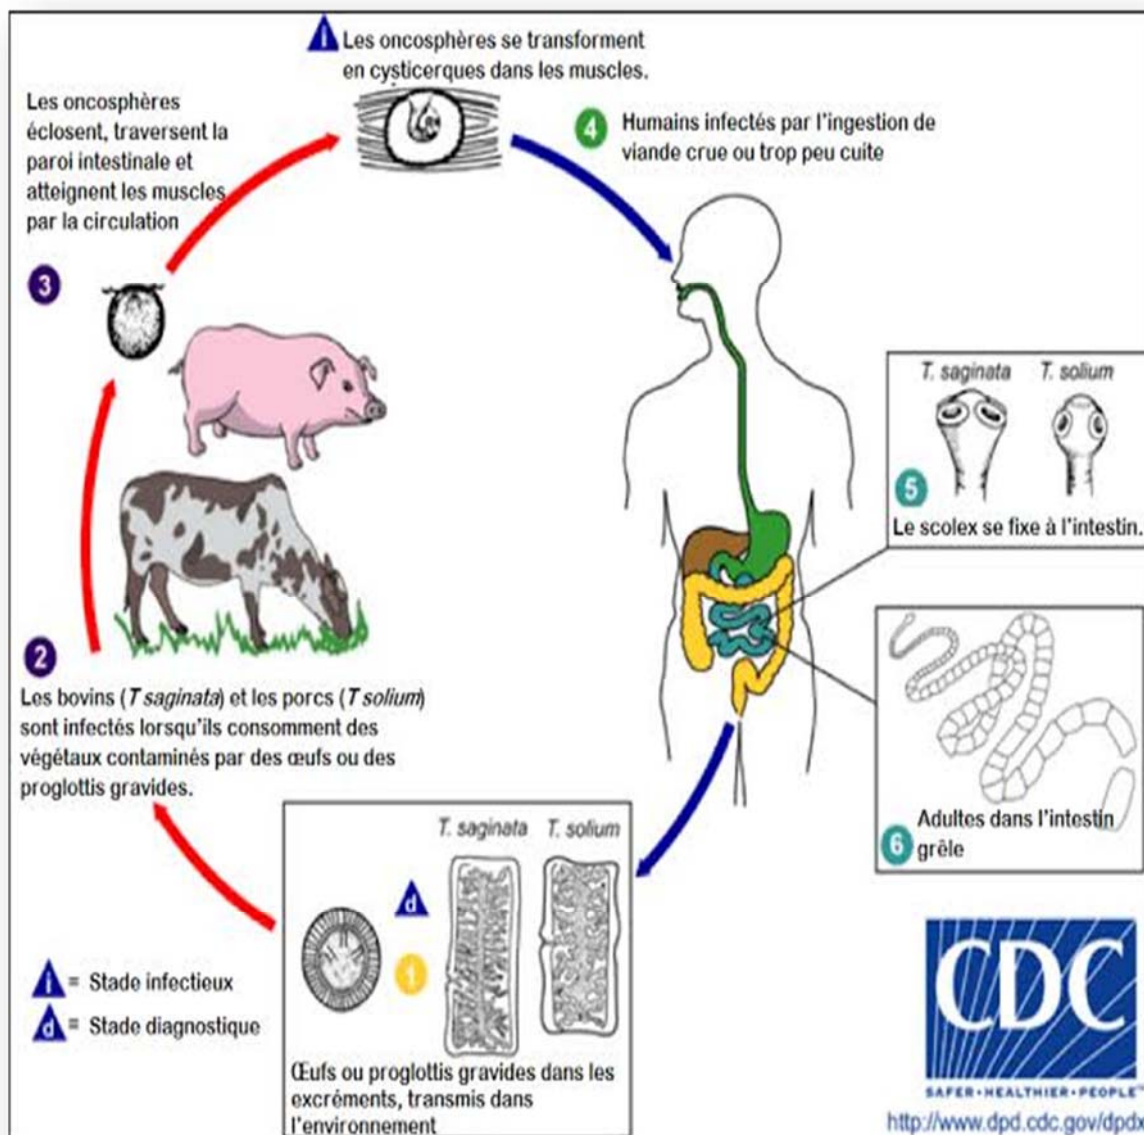 i
Les oncosphères se transforment
en cysticerques dans les muscles.
Les oncosphères
éclosent, traversent la
paroi intestinale et
atteignent les muscles
par la circulation
3
4
Humains infectés par l'ingestion de
viande crue ou trop peu cuite
T. saginata T. solium
5
Le scolex se fixe à l'intestin.
6
Adultes dans l'intestin
grêle
2
Les bovins (T saginata) et les porcs (T solium)
sont infectés lorsqu'ils consomment des
végétaux contaminés par des œufs ou des
proglottis gravides.
T. saginata T. solium
d
1
Œufs ou proglottis gravides dans les
excréments, transmis dans
l'environnement
i = Stade infectieux
d = Stade diagnostique
CDC
SAFER•HEALTHIER•PEOPLE™
http://www.dpd.cdc.gov/dpdx